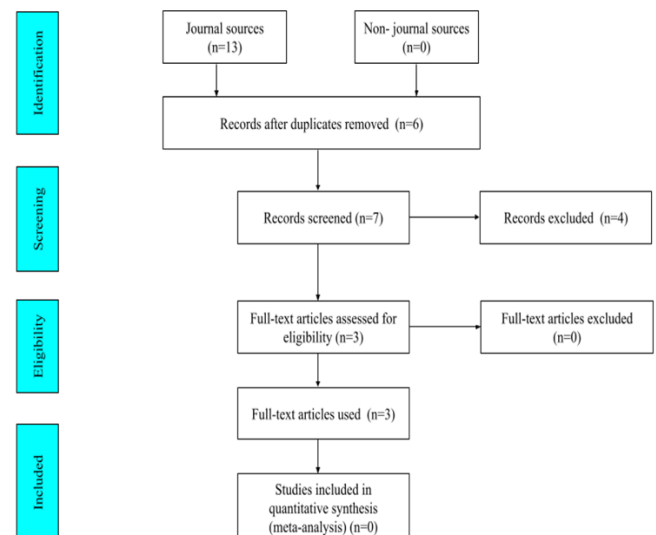 Identification
Journal sources
(n=13)
Non- journal sources
(n=0)
Records after duplicates removed (n=6)
Screening
Records screened (n=7)
Records excluded (n=4)
Eligibility
Full-text articles assessed for
eligibility (n=3)
Full-text articles excluded
(n=0)
Full-text articles used (n=3)
Included
Studies included in
quantitative synthesis
(meta-analysis) (n=0)